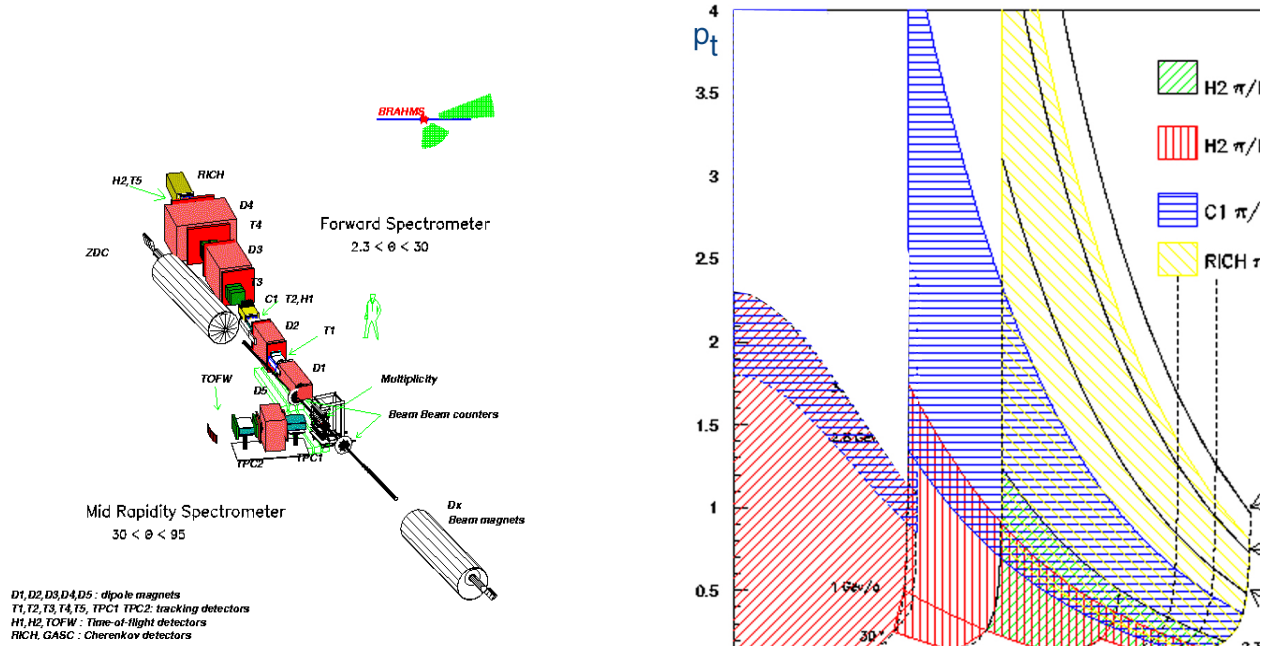 BRAHMS
H2,T5
RICH
D4
T4
D3
ZDC
T3
C1
T2,H1
D2
T1
D1
Forward Spectrometer
2.3 < θ < 30
TOFW
D5
Multiplicity
Beam Beam counters
TPC2
TPC1
Mid Rapidity Spectrometer
30 < θ < 95
Dx
Beam magnets
D1,D2,D3,D4,D5 : dipole magnets
T1,T2,T3,T4,T5, TPC1 TPC2: tracking detectors
H1,H2,TOFW : Time-of-flight detectors
RICH, GASC : Cherenkov detectors
pt
4
3.5
3
2.5
2
1.5
1
0.5
H2 π/
H2 π/
C1 π/
RICH
1 GeV/c
30°